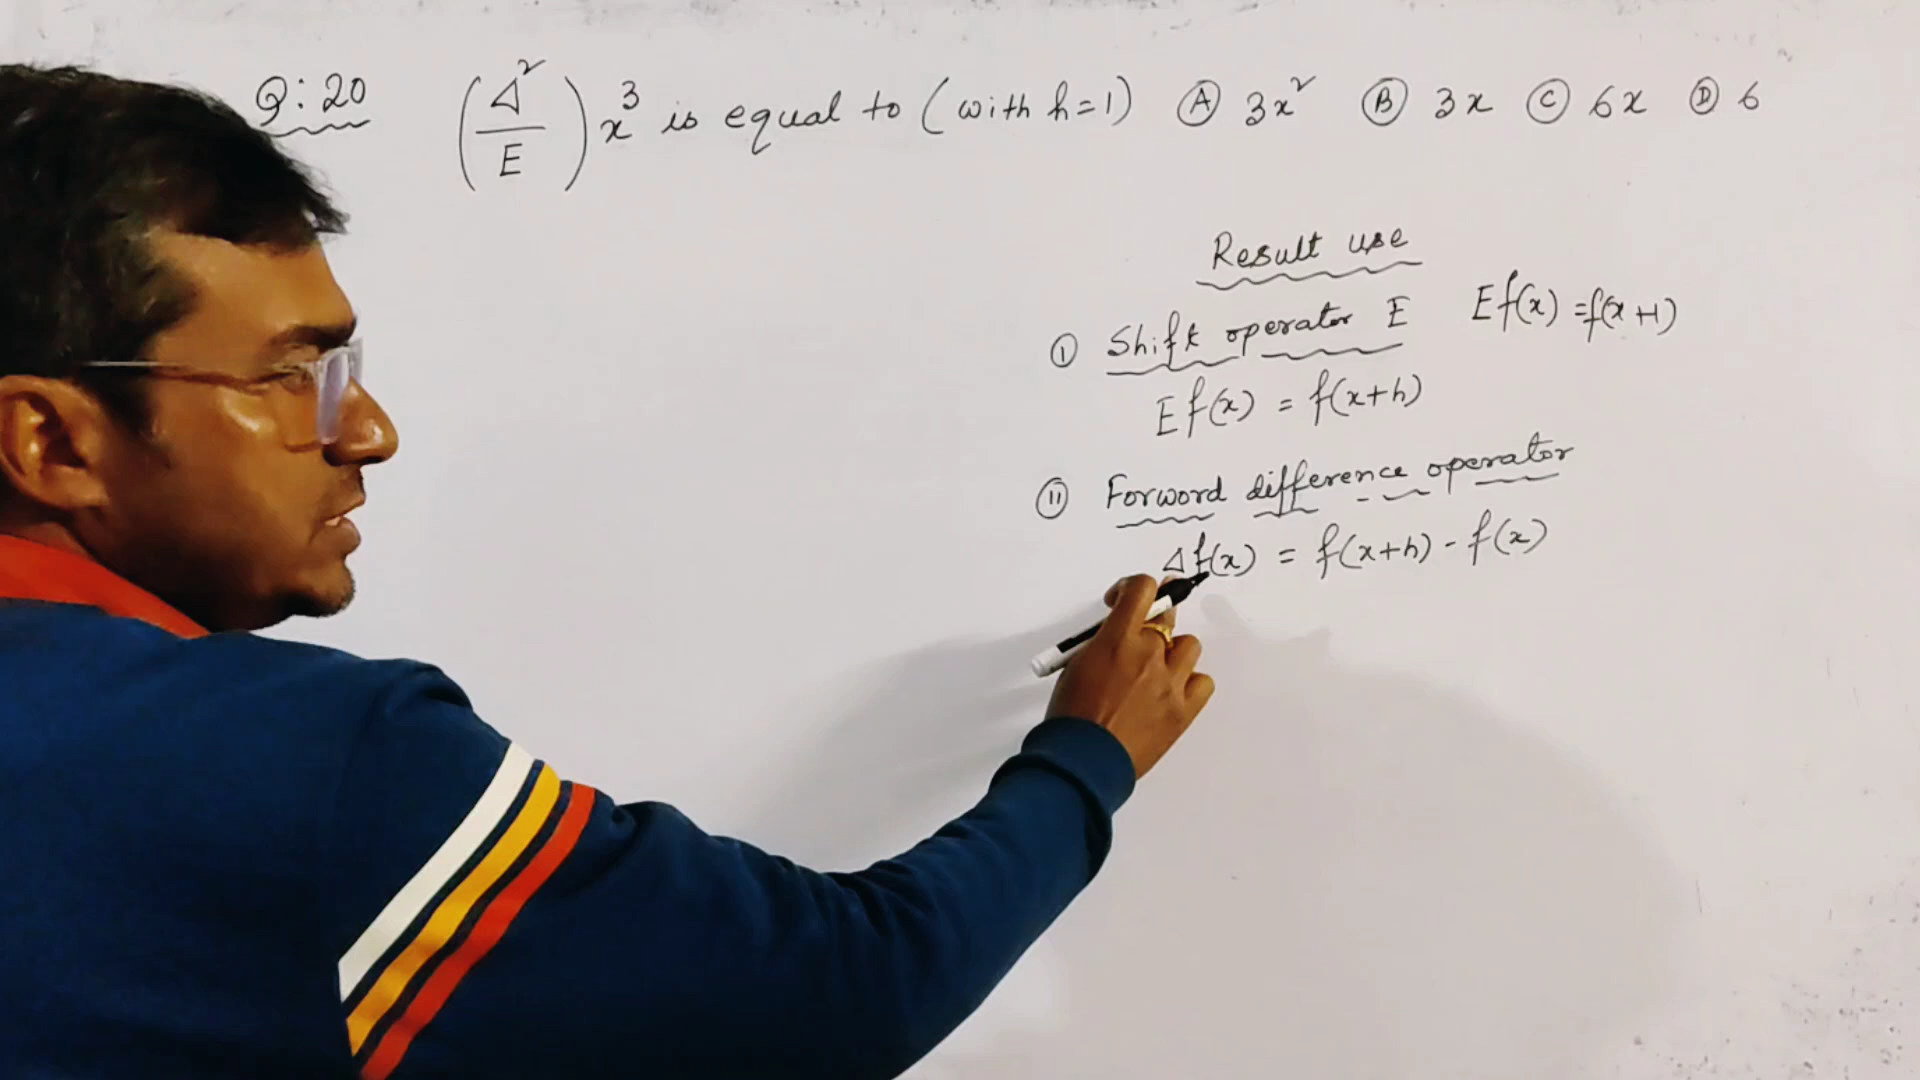 Q:20 (Δ²/E) x³ is equal to (with h=1) Ⓐ 3x² Ⓑ 3x Ⓒ 6x Ⓓ 6
Result use
Ⓘ Shift operator E Ef(x) = f(x+1)
Ef(x) = f(x+h)
Ⓘⓘ Forword difference operator
Δf(x) = f(x+h) - f(x)